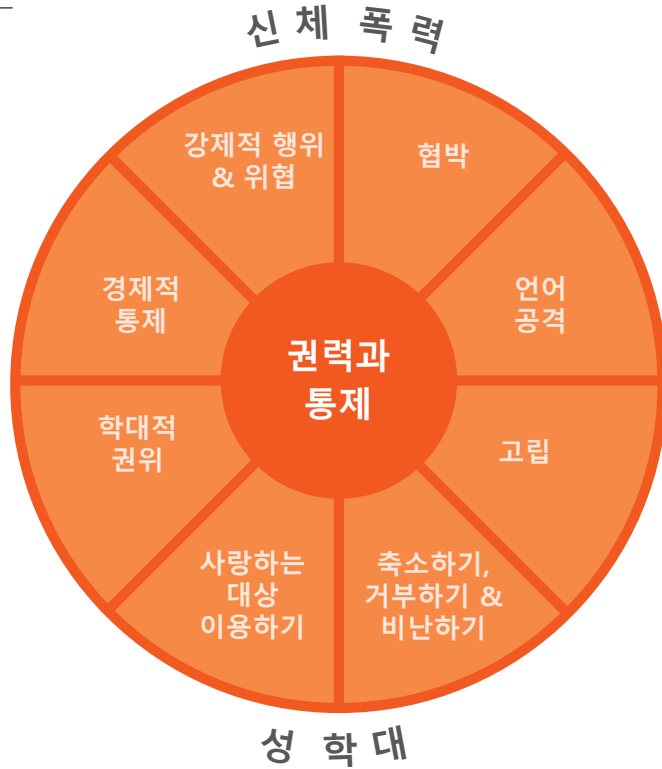 신체 폭력
강제적 행위
& 위협
협박
경제적
통제
언어
공격
권력과
통제
학대적
권위
고립
사랑하는
대상
이용하기
축소하기,
거부하기 &
비난하기
성 학대